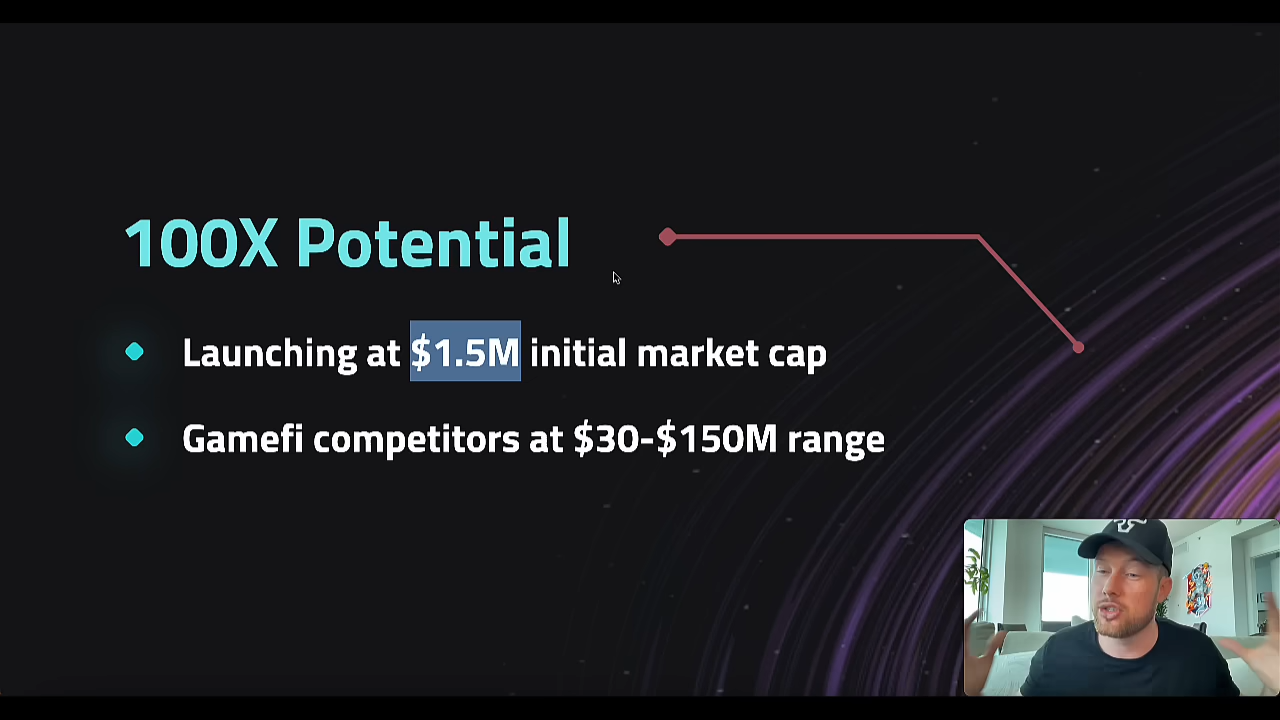 100X Potential
Launching at $1.5M initial market cap
Gamefi competitors at $30-$150M range